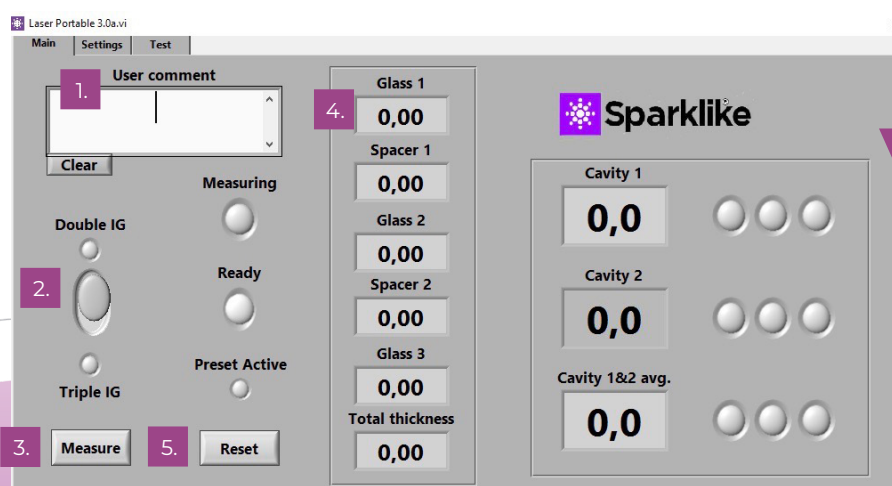 Laser Portable 3.0a.vi
Main Settings Test
User comment
1.
Clear
Double IG
2.
Triple IG
Measuring
Ready
Preset Active
3. Measure
5. Reset
4.
Glass 1
0,00
Spacer 1
0,00
Glass 2
0,00
Spacer 2
0,00
Glass 3
0,00
Total thickness
0,00
Sparklike
Cavity 1
0,0
Cavity 2
0,0
Cavity 1&2 avg.
0,0